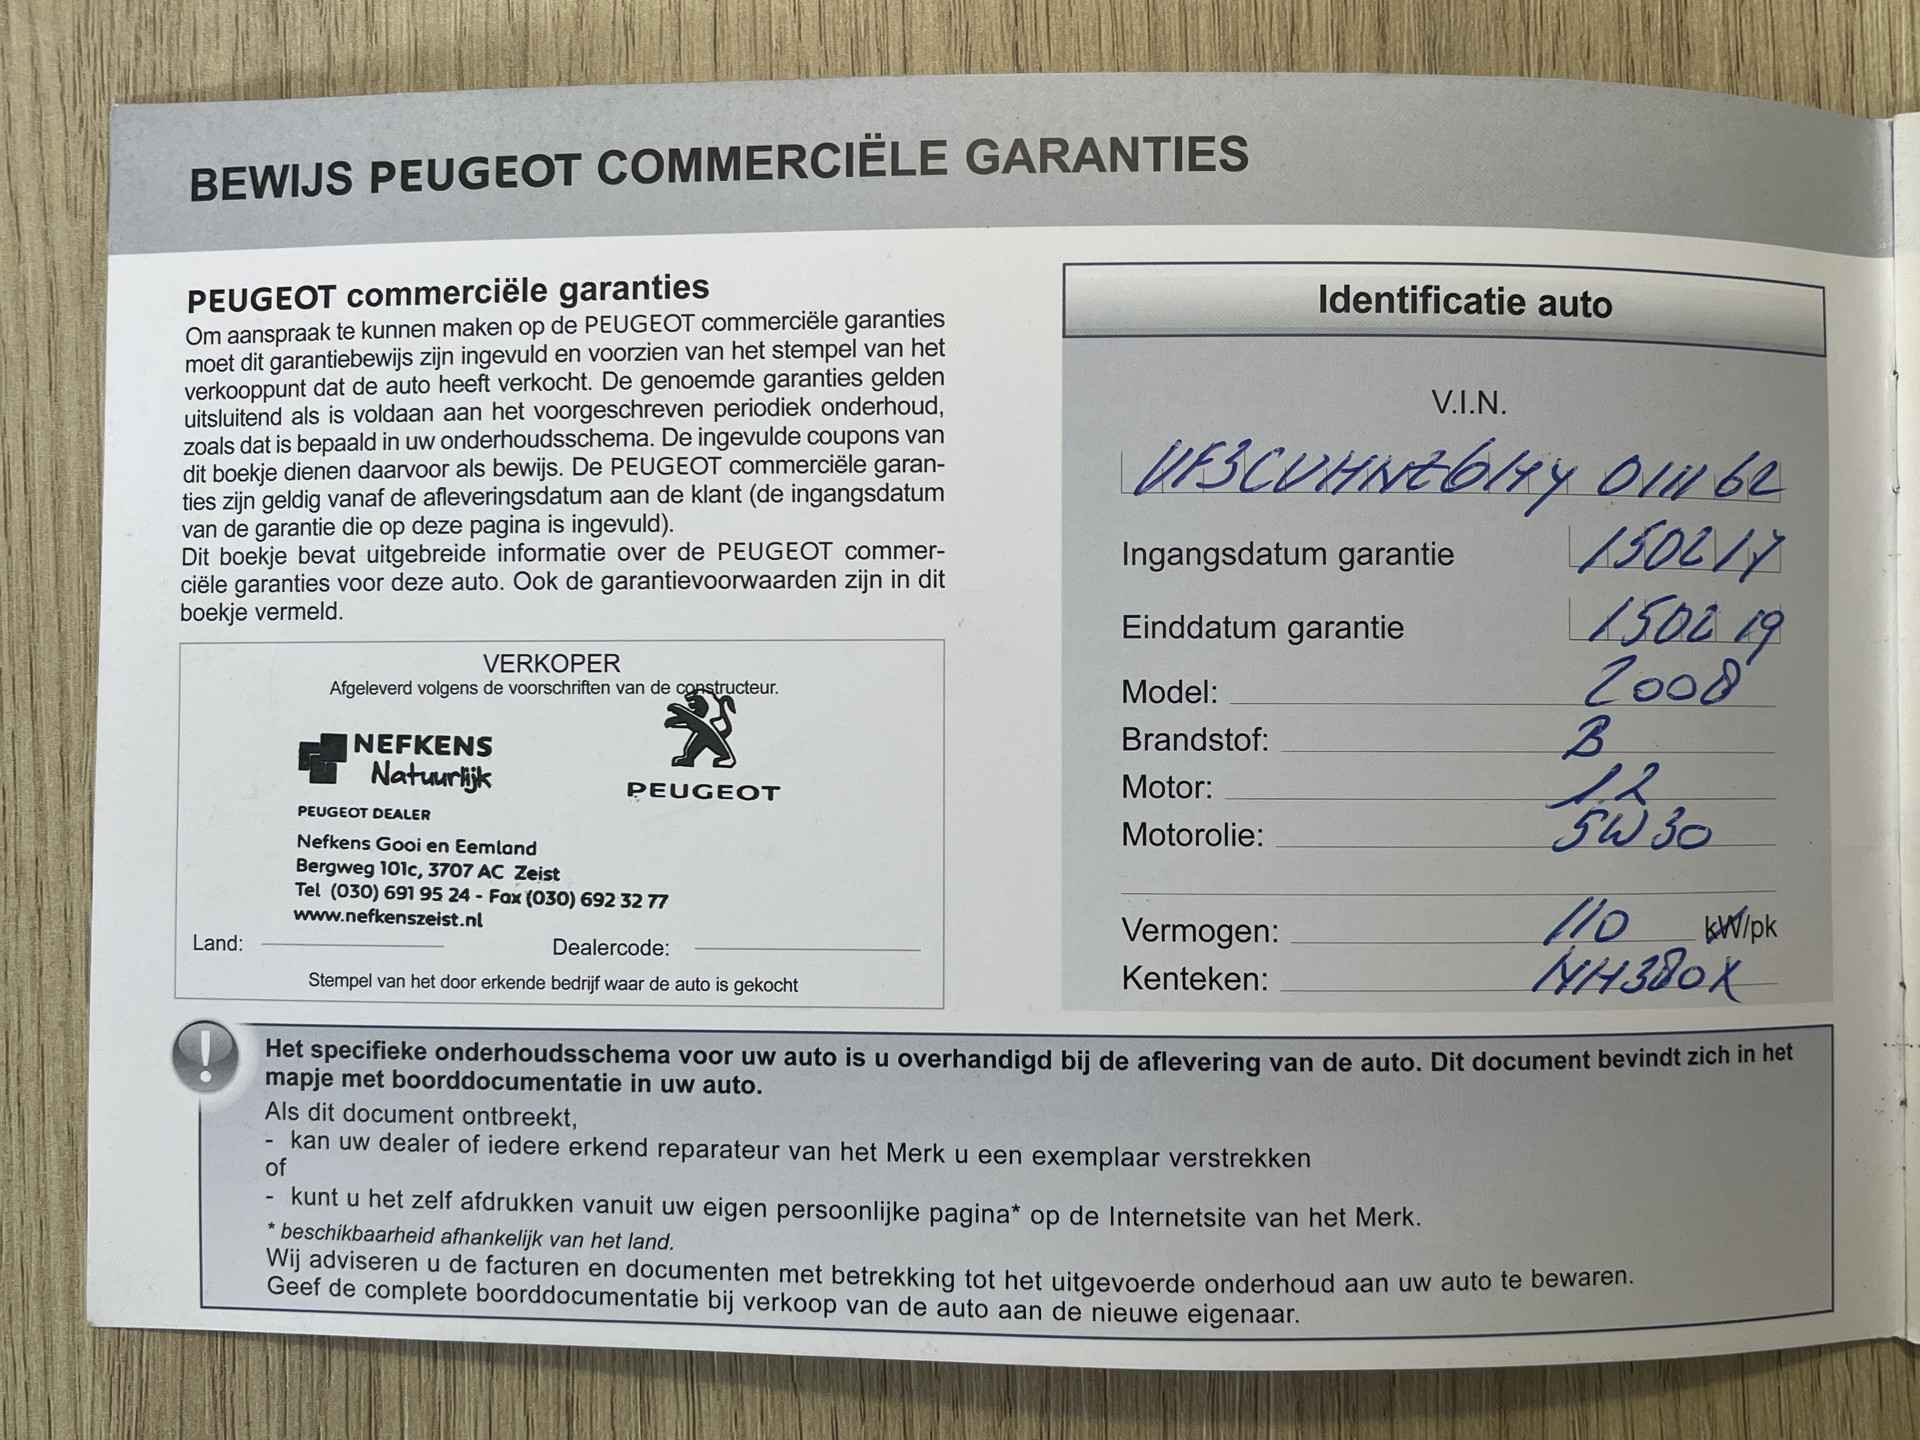 BEWIJS PEUGEOT COMMERCIËLE GARANTIES
PEUGEOT commerciële garanties
Om aanspraak te kunnen maken op de PEUGEOT commerciële garanties
moet dit garantiebewijs zijn ingevuld en voorzien van het stempel van het
verkooppunt dat de auto heeft verkocht. De genoemde garanties gelden
uitsluitend als is voldaan aan het voorgeschreven periodiek onderhoud,
zoals dat is bepaald in uw onderhoudsschema. De ingevulde coupons van
dit boekje dienen daarvoor als bewijs. De PEUGEOT commerciële garan-
ties zijn geldig vanaf de afleveringsdatum aan de klant (de ingangsdatum
van de garantie die op deze pagina is ingevuld).
Dit boekje bevat uitgebreide informatie over de PEUGEOT commer-
ciële garanties voor deze auto. Ook de garantievoorwaarden zijn in dit
boekje vermeld.
VERKOPER
Afgeleverd volgens de voorschriften van de constructeur.
NEFKENS
Natuurlijk
PEUGEOT
PEUGEOT DEALER
Nefkens Gooi en Eemland
Bergweg 101c, 3707 AC Zeist
Tel (030) 691 95 24 - Fax (030) 692 32 77
www.nefkenszeist.nl
Land:
Dealercode:
Stempel van het door erkende bedrijf waar de auto is gekocht
Identificatie auto
V.I.N.
Ingangsdatum garantie 150217
Einddatum garantie 150219
Model: 2008
Brandstof: B
Motor: 1.2
Motorolie: 5W30
Vermogen: 110 kW/pk
Kenteken: NH380X
Het specifieke onderhoudsschema voor uw auto is u overhandigd bij de aflevering van de auto. Dit document bevindt zich in het
mapje met boorddocumentatie in uw auto.
Als dit document ontbreekt,
- kan uw dealer of iedere erkend reparateur van het Merk u een exemplaar verstrekken
of
- kunt u het zelf afdrukken vanuit uw eigen persoonlijke pagina* op de Internetsite van het Merk.
* beschikbaarheid afhankelijk van het land.
Wij adviseren u de facturen en documenten met betrekking tot het uitgevoerde onderhoud aan uw auto te bewaren.
Geef de complete boorddocumentatie bij verkoop van de auto aan de nieuwe eigenaar.